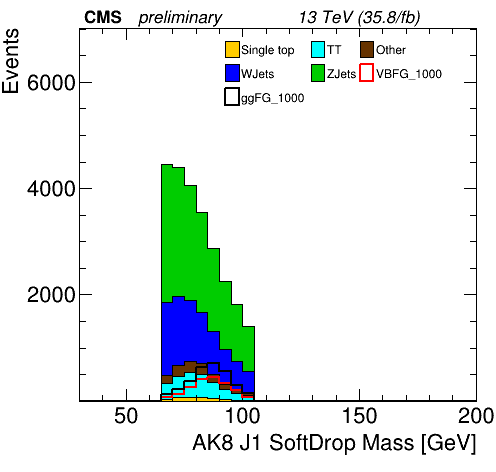 CMS preliminary 13 TeV (35.8/fb)
Events
Single top TT Other
WJets ZJets VBFG_1000
ggFG_1000
6000
4000
2000
50 100 150 200
AK8 J1 SoftDrop Mass [GeV]